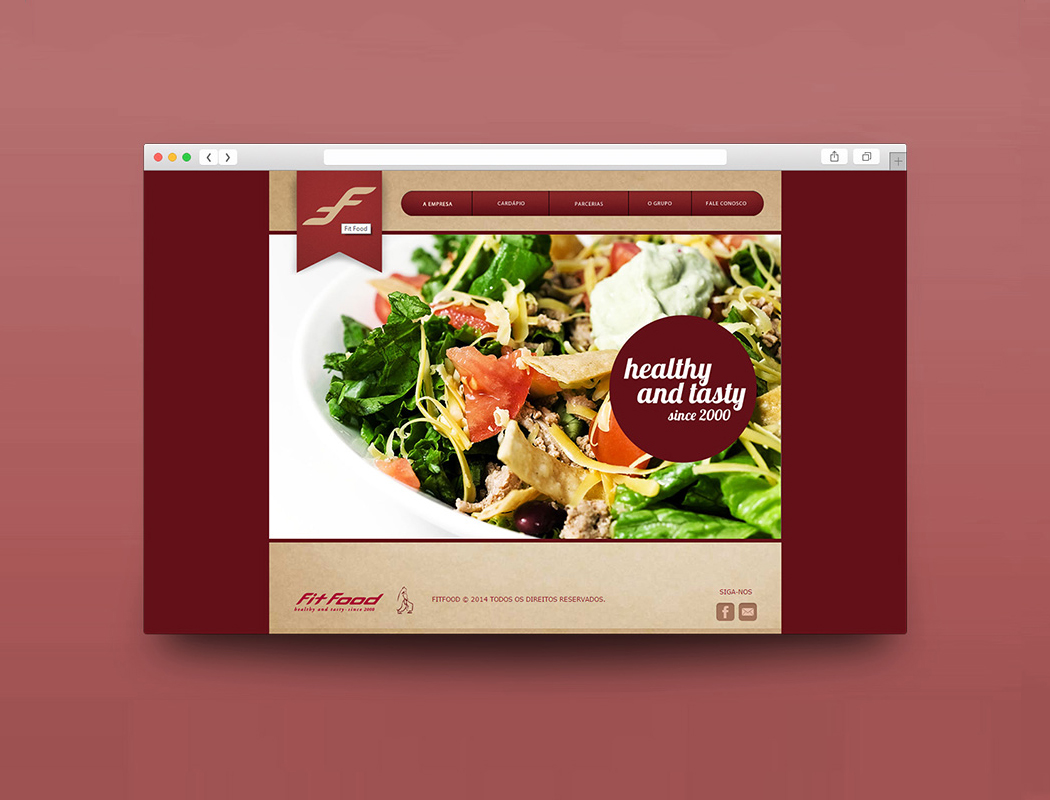 Fit Food
A EMPRESA
CARDÁPIO
PARCERIAS
O GRUPO
FALE CONOSCO
healthy
and tasty
since 2000
Fit Food
healthy and tasty · since 2000
FITFOOD © 2014 TODOS OS DIREITOS RESERVADOS.
SIGA-NOS